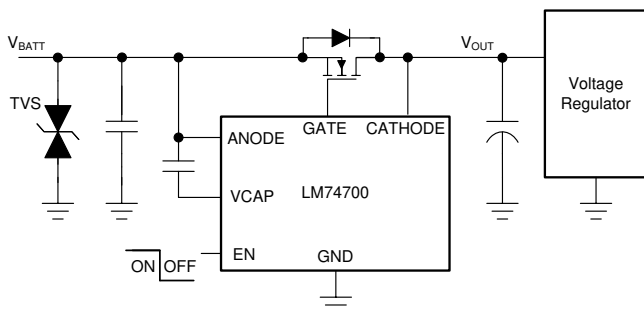 VBATT
VOUT
Voltage
Regulator
TVS
GATE CATHODE
ANODE
VCAP
LM74700
EN
GND
ON OFF